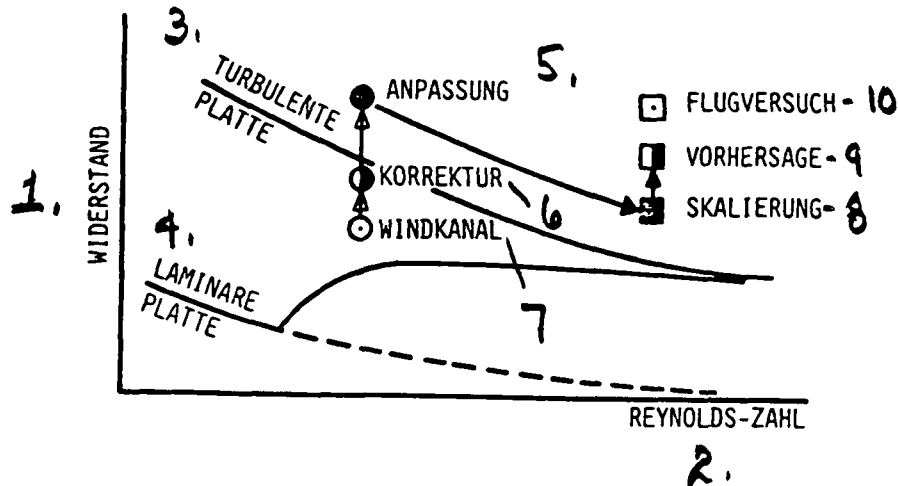 3.
TURBULENTE
PLATTE
5.
ANPASSUNG
FLUGVERSUCH - 10
VORHERSAGE - 9
KORREKTUR
6
SKALIERUNG - 8
1.
WIDERSTAND
4.
WINDKANAL
LAMINARE
PLATTE
7
REYNOLDS-ZAHL
2.